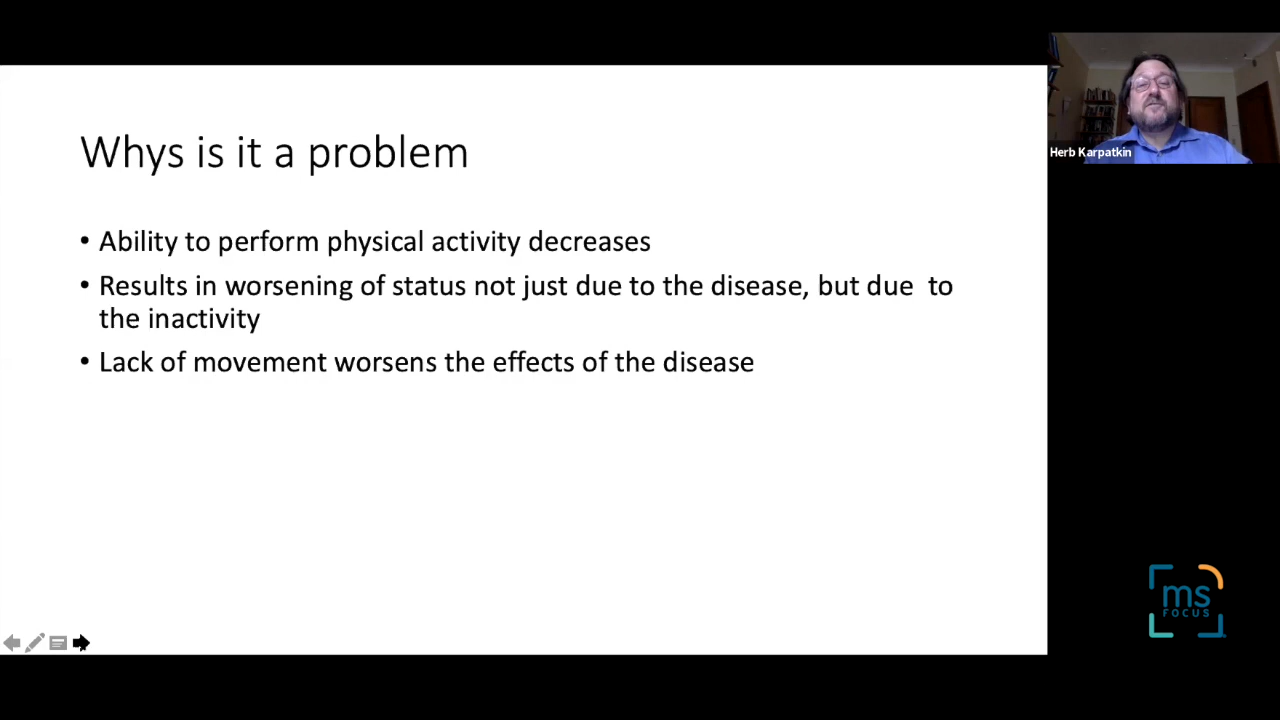 Whys is it a problem
• Ability to perform physical activity decreases
• Results in worsening of status not just due to the disease, but due  to
the inactivity
• Lack of movement worsens the effects of the disease
Herb Karpatkin
ms
FOCUS